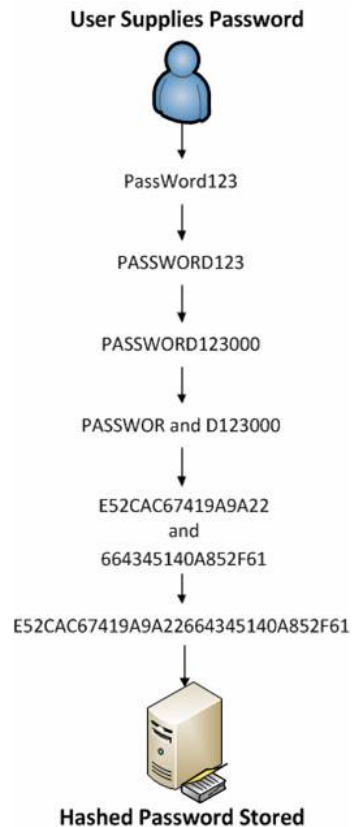 User Supplies Password
PassWord123
PASSWORD123
PASSWORD123000
PASSWOR and D123000
E52CAC67419A9A22
and
664345140A852F61
E52CAC67419A9A22664345140A852F61
Hashed Password Stored